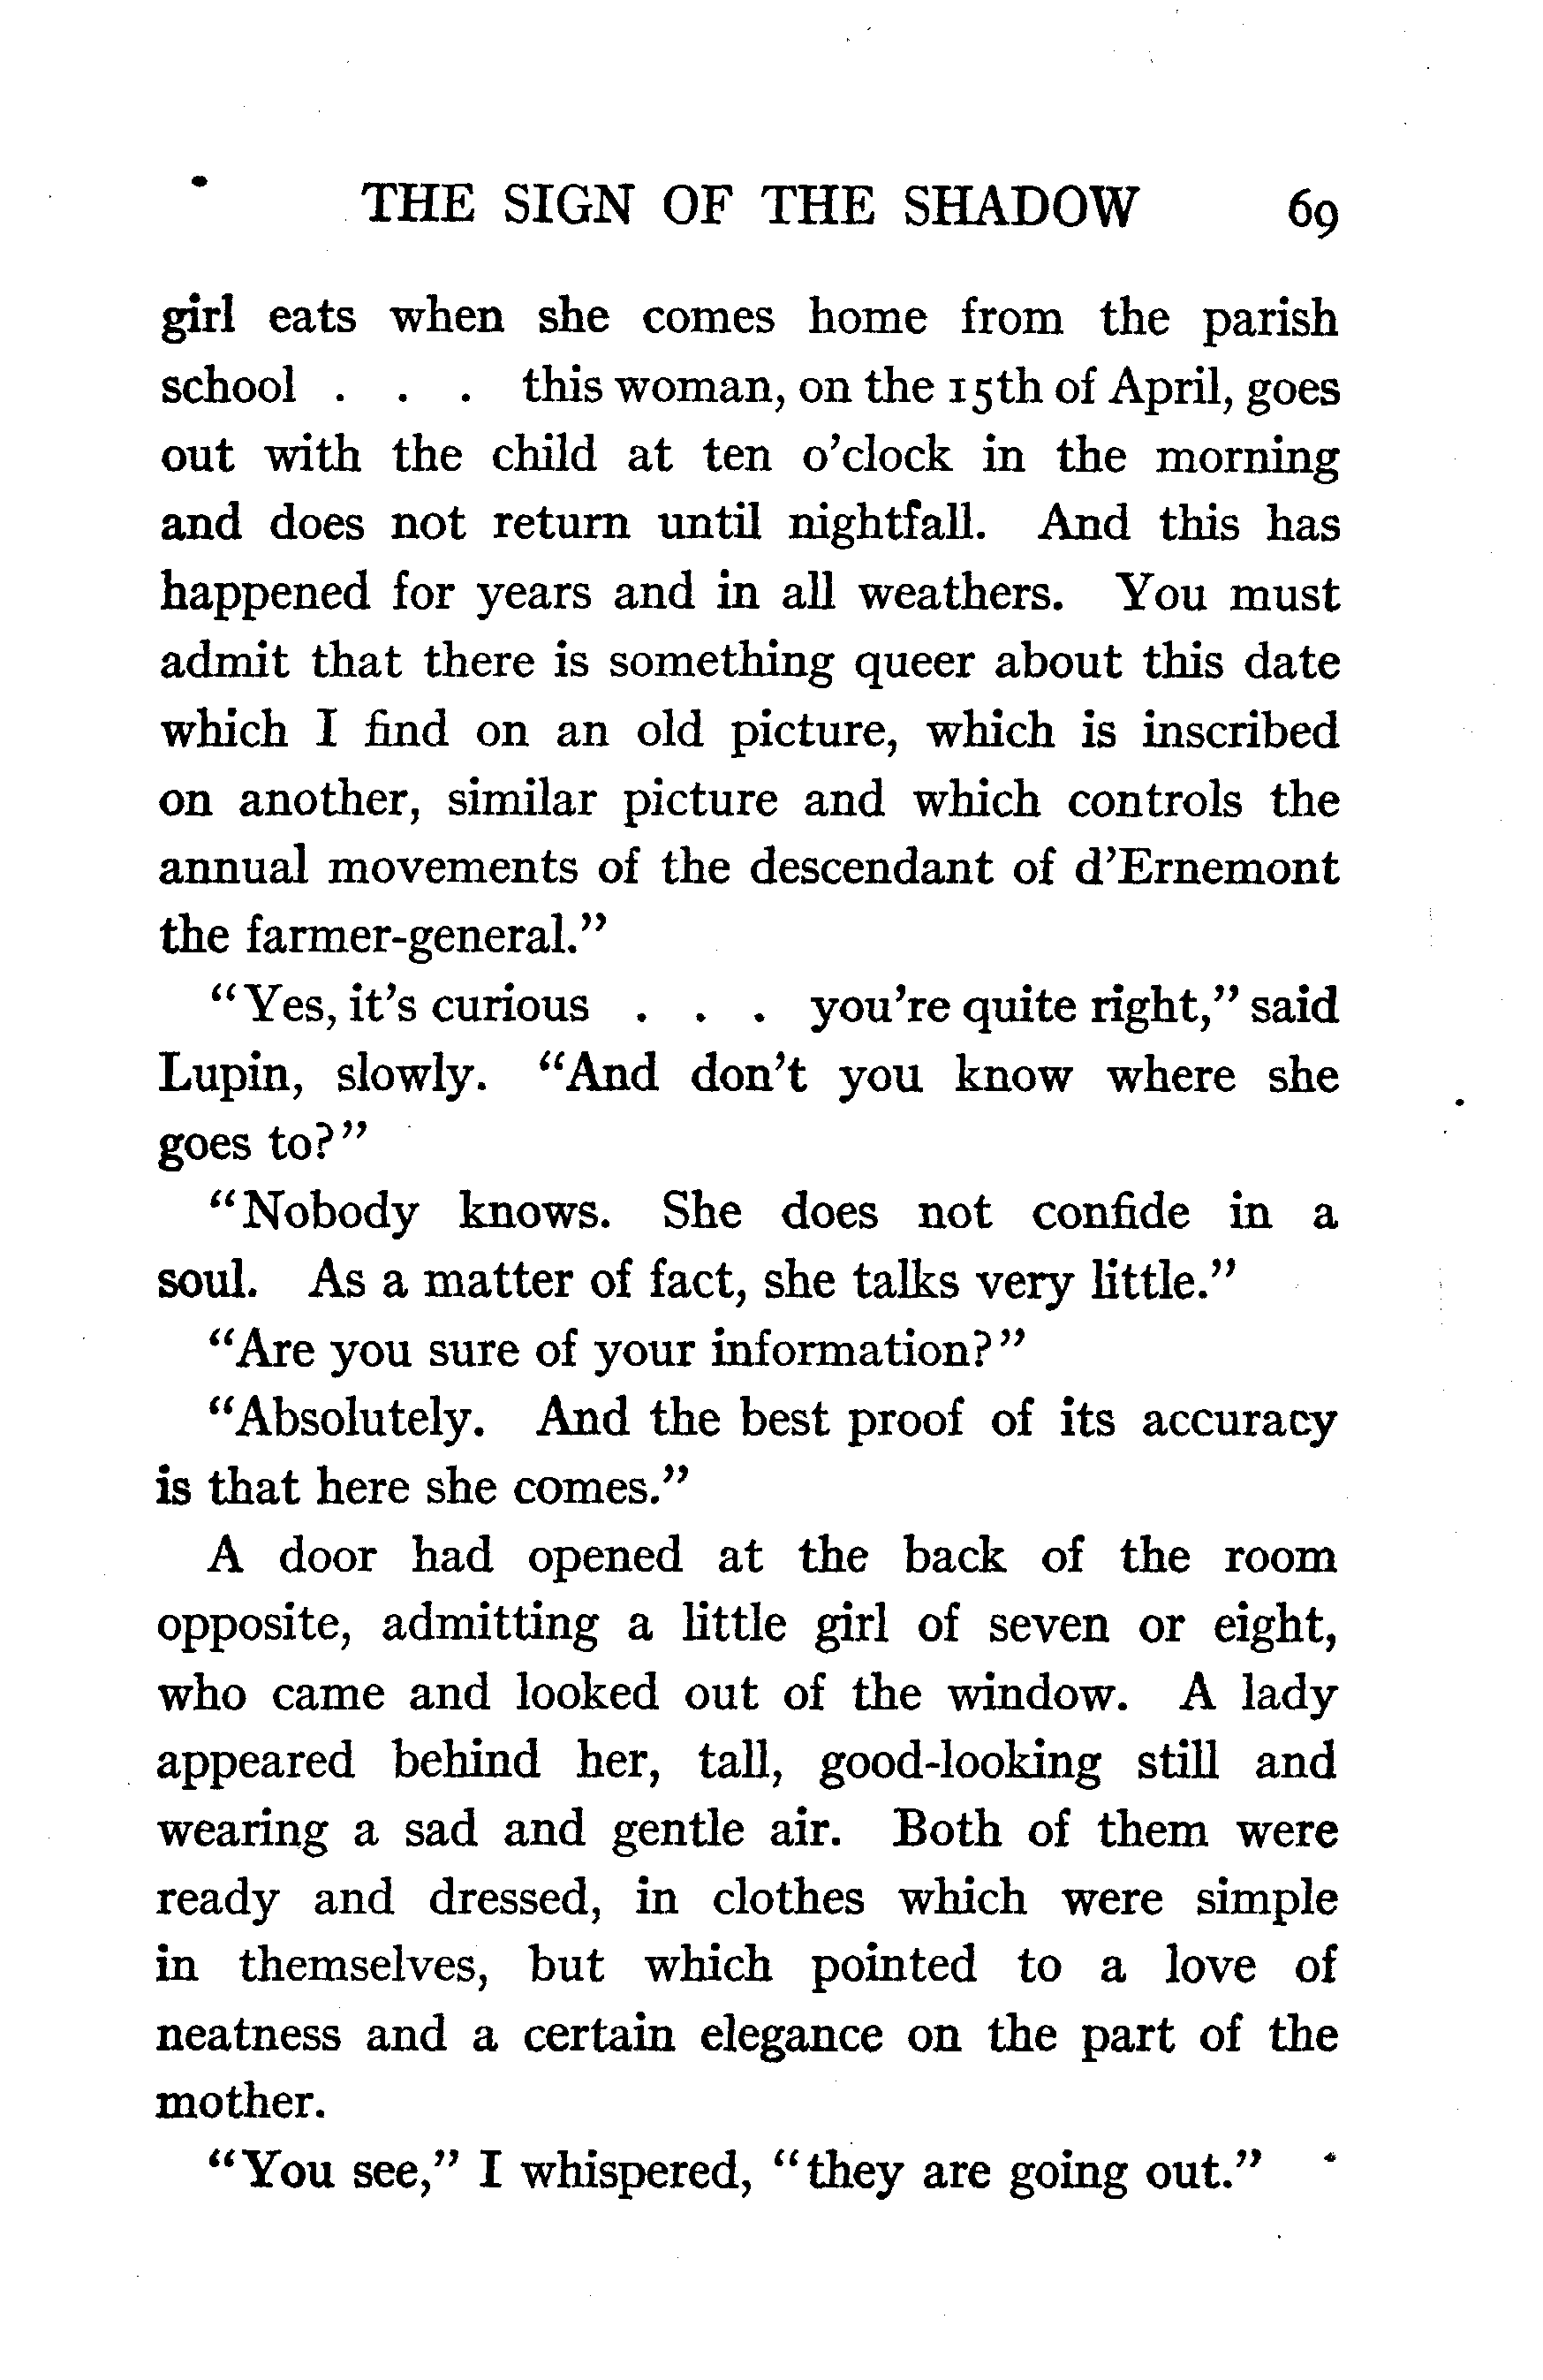 THE SIGN OF THE SHADOW 69
girl eats when she comes home from the parish
school . . . this woman, on the 15th of April, goes
out with the child at ten o'clock in the morning
and does not return until nightfall. And this has
happened for years and in all weathers. You must
admit that there is something queer about this date
which I find on an old picture, which is inscribed
on another, similar picture and which controls the
annual movements of the descendant of d'Ernemont
the farmer-general."
"Yes, it's curious . . . you're quite right," said
Lupin, slowly. "And don't you know where she
goes to?"
"Nobody knows. She does not confide in a
soul. As a matter of fact, she talks very little."
"Are you sure of your information?"
"Absolutely. And the best proof of its accuracy
is that here she comes."
A door had opened at the back of the room
opposite, admitting a little girl of seven or eight,
who came and looked out of the window. A lady
appeared behind her, tall, good-looking still and
wearing a sad and gentle air. Both of them were
ready and dressed, in clothes which were simple
in themselves, but which pointed to a love of
neatness and a certain elegance on the part of the
mother.
"You see," I whispered, "they are going out."